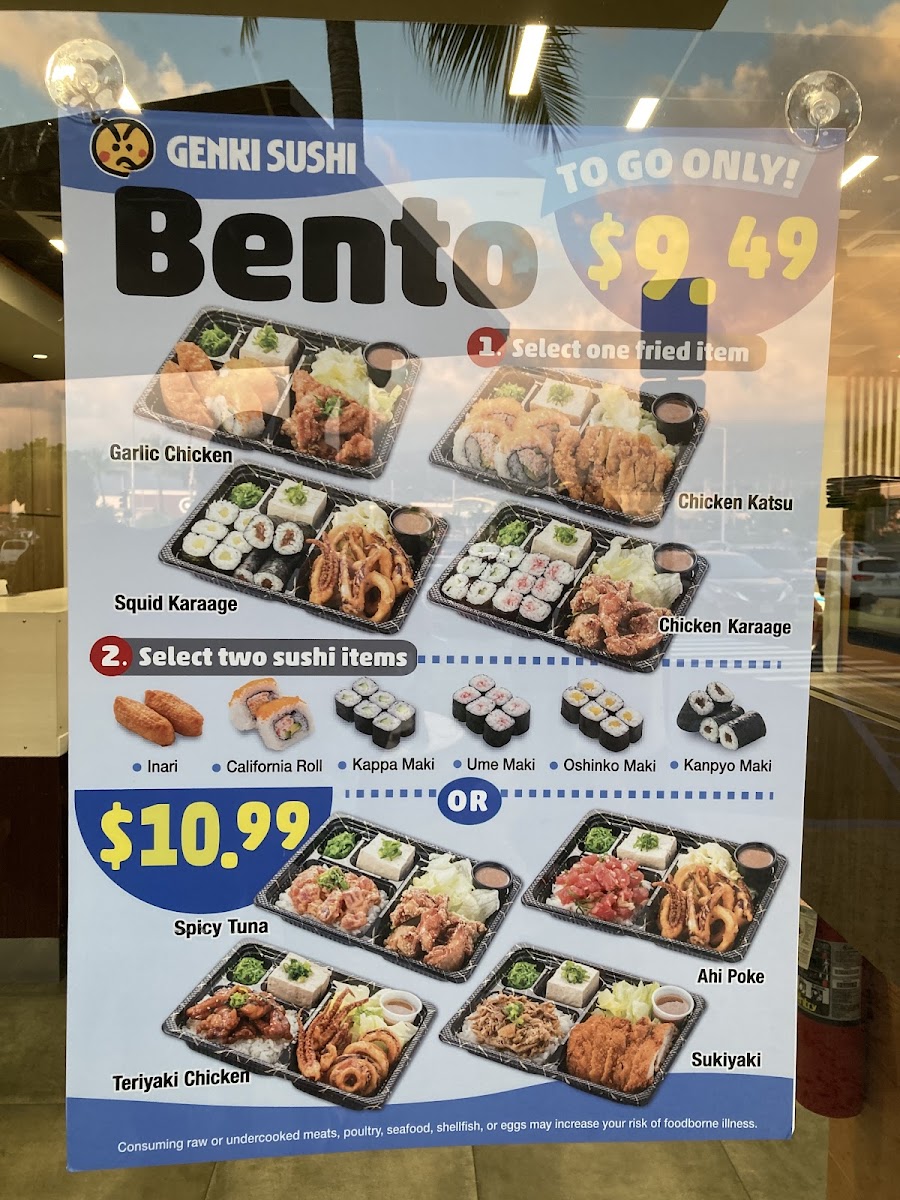 GENKI SUSHI
TO GO ONLY!
Bento
$9.49
1. Select one fried item
Garlic Chicken
Chicken Katsu
Squid Karaage
Chicken Karaage
2. Select two sushi items
• Inari • California Roll • Kappa Maki • Ume Maki • Oshinko Maki • Kanpyo Maki
OR
$10.99
Spicy Tuna
Ahi Poke
Teriyaki Chicken
Sukiyaki
Consuming raw or undercooked meats, poultry, seafood, shellfish, or eggs may increase your risk of foodborne illness.